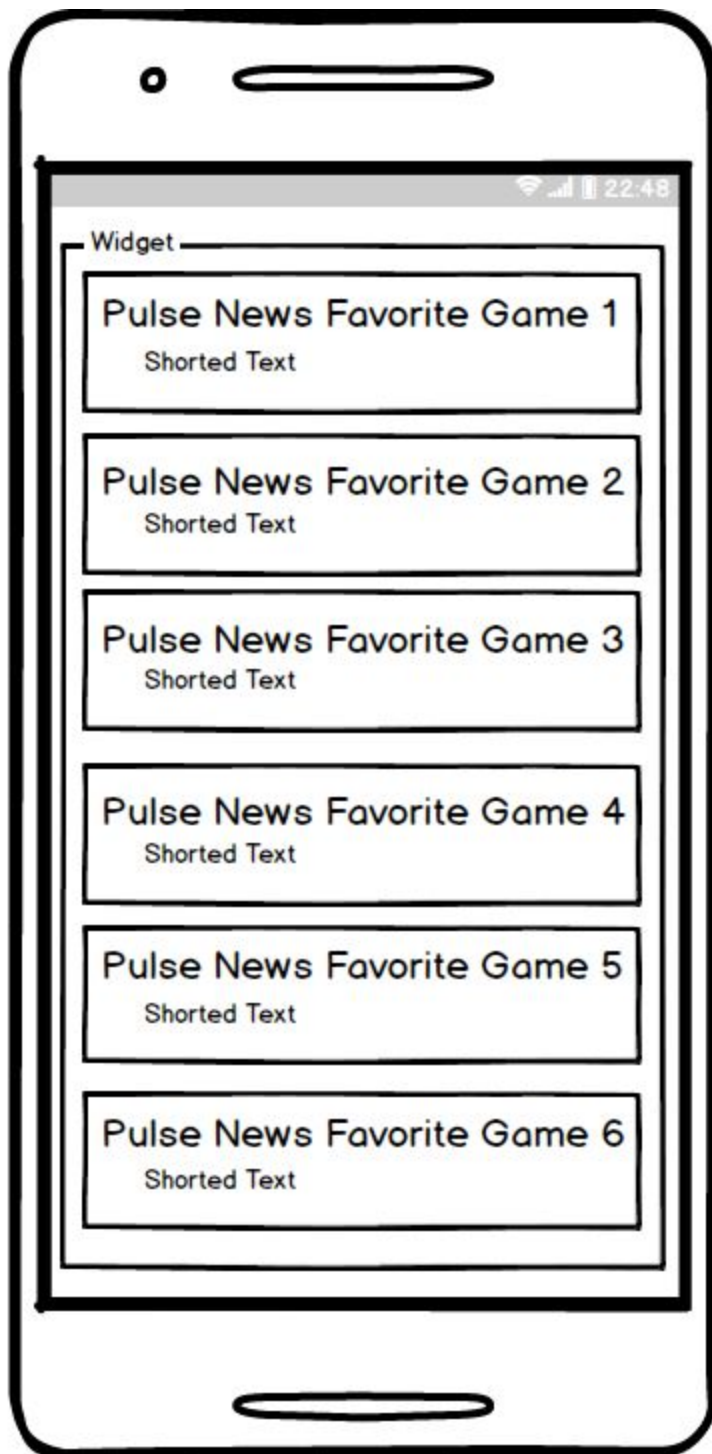 22:48
Widget
Pulse News Favorite Game 1
Shorted Text
Pulse News Favorite Game 2
Shorted Text
Pulse News Favorite Game 3
Shorted Text
Pulse News Favorite Game 4
Shorted Text
Pulse News Favorite Game 5
Shorted Text
Pulse News Favorite Game 6
Shorted Text